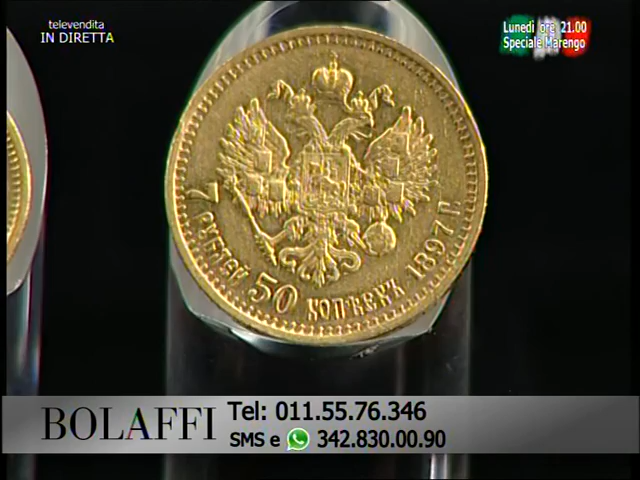 televendita
IN DIRETTA
Lunedì ore 21.00
Speciale Marengo
7 РУБЛЕЙ 50 КОПѢЕКЪ 1897 Г.
BOLAFFI
Tel: 011.55.76.346
SMS e 342.830.00.90